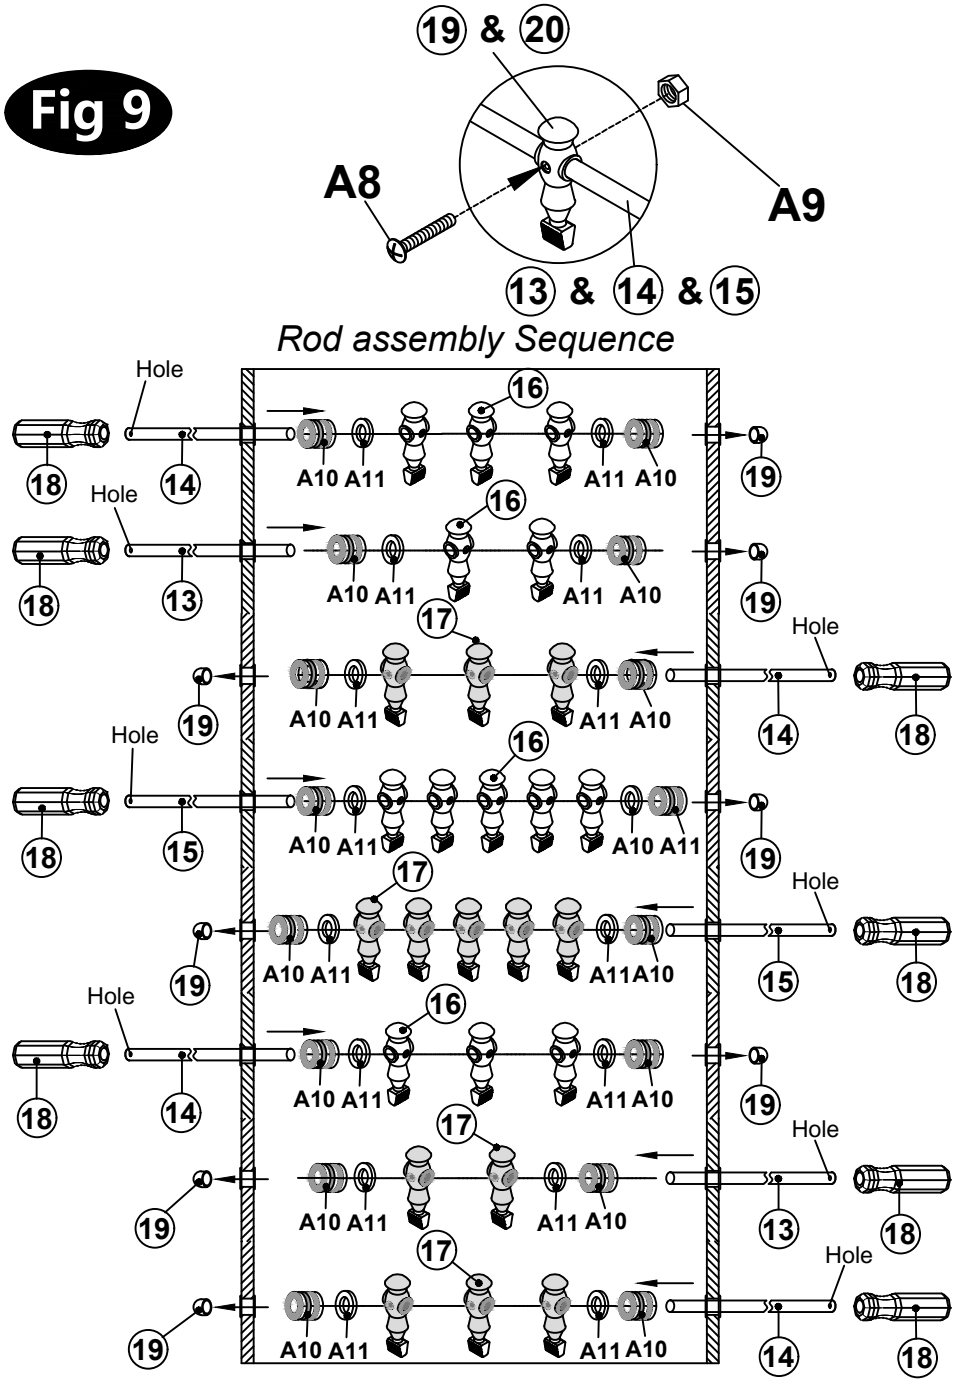 19 & 20
Fig 9
A8
A9
13 & 14 & 15
Rod assembly Sequence
Hole
16
18 14 A10 A11 A11 A10 19
Hole
16
18 13 A10 A11 A11 A10 19
17
Hole
19 A10 A11 A11 A10 14 18
Hole
16
18 15 A10 A11 A10 A11 19
17
Hole
19 A10 A11 A11 A10 15 18
Hole
16
18 14 A10 A11 A11 A10 19
17
Hole
19 A10 A11 A11 A10 13 18
17
Hole
19 A10 A11 A11 A10 14 18